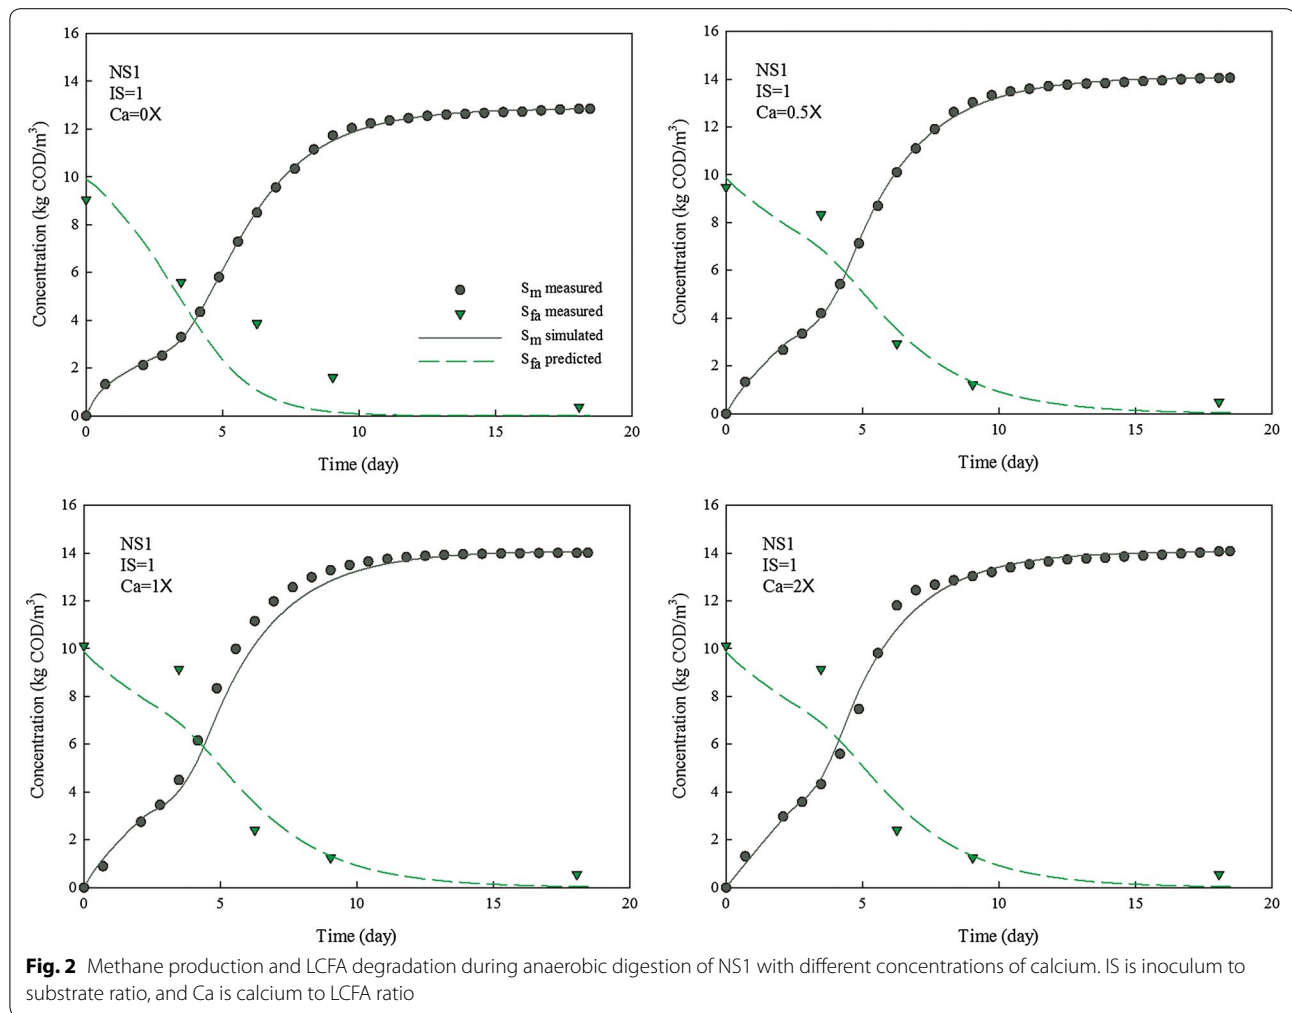 16
14
12
10
8
6
4
2
0
Concentration (kg COD/m³)
NS1
IS=1
Ca=0X
Sm measured
Sfa measured
Sm simulated
Sfa predicted
0 5 10 15 20
Time (day)
16
14
12
10
8
6
4
2
0
Concentration (kg COD/m³)
NS1
IS=1
Ca=0.5X
0 5 10 15 20
Time (day)
16
14
12
10
8
6
4
2
0
Concentration (kg COD/m³)
NS1
IS=1
Ca=1X
0 5 10 15 20
Time (day)
16
14
12
10
8
6
4
2
0
Concentration (kg COD/m³)
NS1
IS=1
Ca=2X
0 5 10 15 20
Time (day)
Fig. 2 Methane production and LCFA degradation during anaerobic digestion of NS1 with different concentrations of calcium. IS is inoculum to
substrate ratio, and Ca is calcium to LCFA ratio